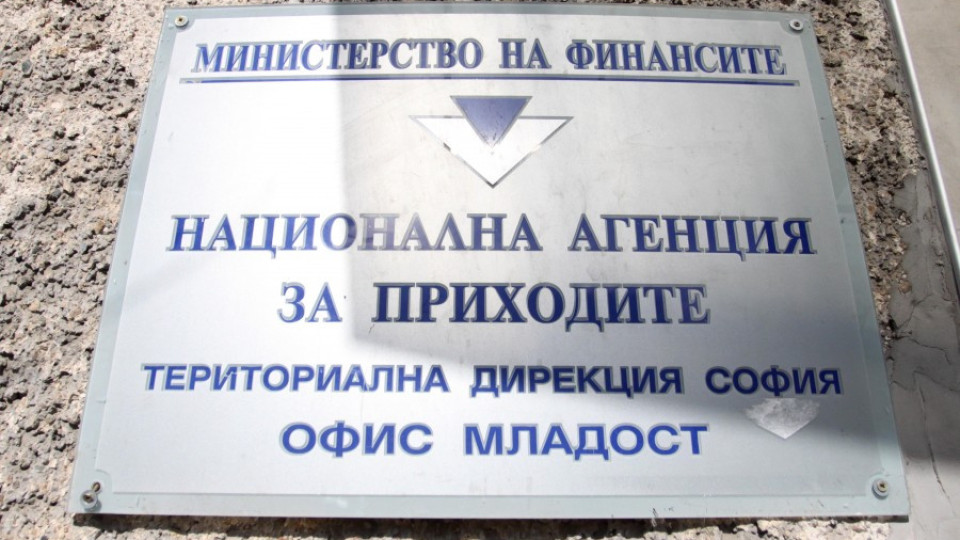 МИНИСТЕРСТВО НА ФИНАНСИТЕ
НАЦИОНАЛНА АГЕНЦИЯ
ЗА ПРИХОДИТЕ
ТЕРИТОРИАЛНА ДИРЕКЦИЯ СОФИЯ
ОФИС МЛАДОСТ